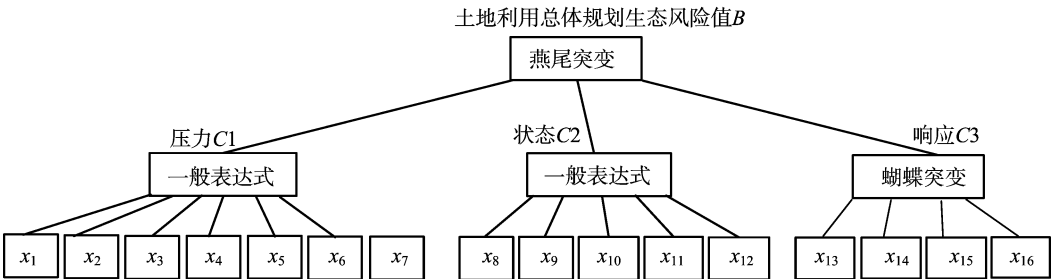 土地利用总体规划生态风险值B
燕尾突变
压力C1 状态C2 响应C3
一般表达式 一般表达式 蝴蝶突变
x1 x2 x3 x4 x5 x6 x7 x8 x9 x10 x11 x12 x13 x14 x15 x16